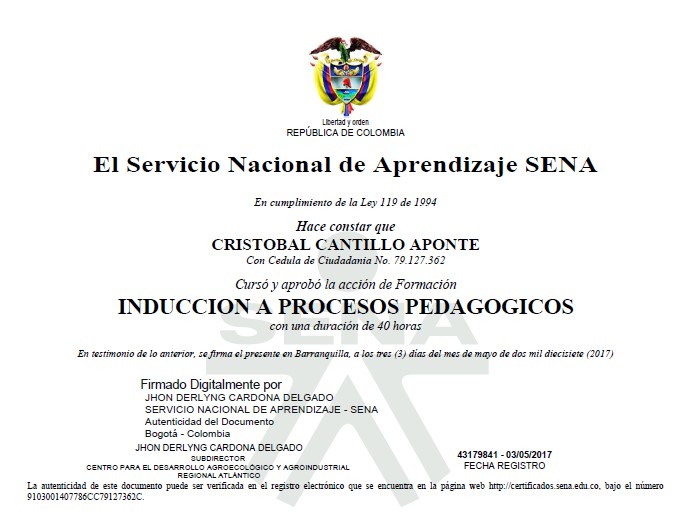 Libertad y orden
REPÚBLICA DE COLOMBIA
El Servicio Nacional de Aprendizaje SENA
En cumplimiento de la Ley 119 de 1994
Hace constar que
CRISTOBAL CANTILLO APONTE
Con Cedula de Ciudadania No. 79.127.362
Cursó y aprobó la acción de Formación
INDUCCION A PROCESOS PEDAGOGICOS
SENA
con una duración de 40 horas
En testimonio de lo anterior, se firma el presente en Barranquilla, a los tres (3) días del mes de mayo de dos mil diecisiete (2017)
Firmado Digitalmente por
JHON DERLYNG CARDONA DELGADO
SERVICIO NACIONAL DE APRENDIZAJE - SENA
Autenticidad del Documento
Bogotá - Colombia
JHON DERLYNG CARDONA DELGADO
SUBDIRECTOR
CENTRO PARA EL DESARROLLO AGROECOLÓGICO Y AGROINDUSTRIAL
REGIONAL ATLÁNTICO
43179841 - 03/05/2017
FECHA REGISTRO
La autenticidad de este documento puede ser verificada en el registro electrónico que se encuentra en la página web http://certificados.sena.edu.co, bajo el número
9103001407786CC79127362C.